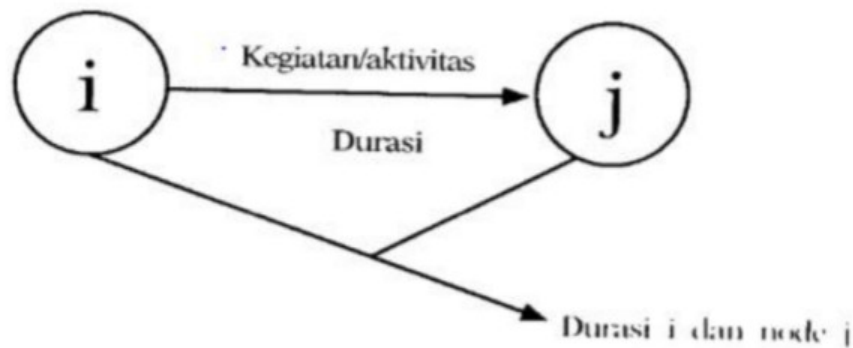 i
Kegiatan/aktivitas
j
Durasi
Durasi i dan node j